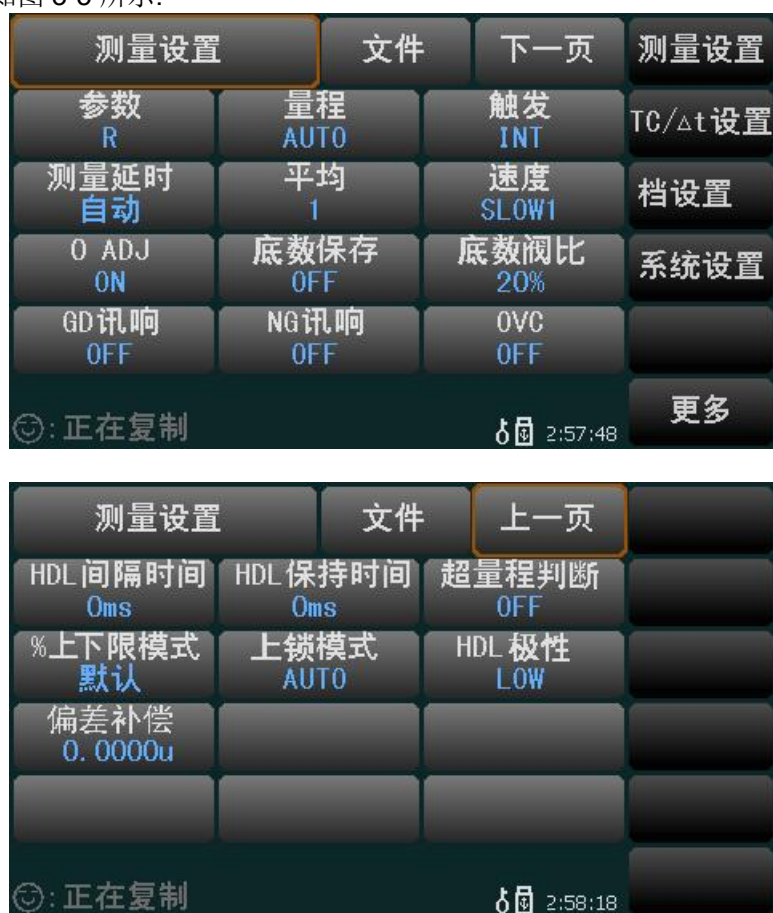 测量设置 文件 下一页 测量设置
参数 量程 触发 TC/△t设置
R AUTO INT
测量延时 平均 速度 档设置
自动 1 SLOW1
O ADJ 底数保存 底数阀比 系统设置
ON OFF 20%
GD讯响 NG讯响 OVC
OFF OFF OFF
更多
:正在复制 2:57:48
测量设置 文件 上一页
HDL间隔时间 HDL保持时间 超量程判断
0ms 0ms OFF
%上下限模式 上锁模式 HDL极性
默认 AUTO LOW
偏差补偿
0.0000u
:正在复制 2:58:18